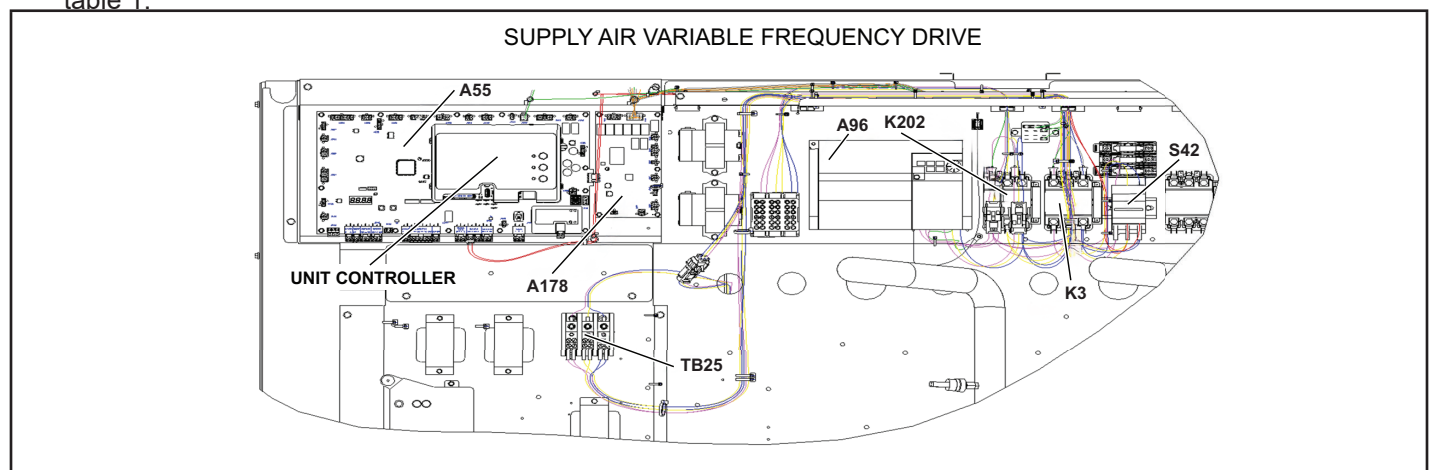 table 1.
SUPPLY AIR VARIABLE FREQUENCY DRIVE
A55
A96
K202
S42
UNIT CONTROLLER
A178
K3
TB25